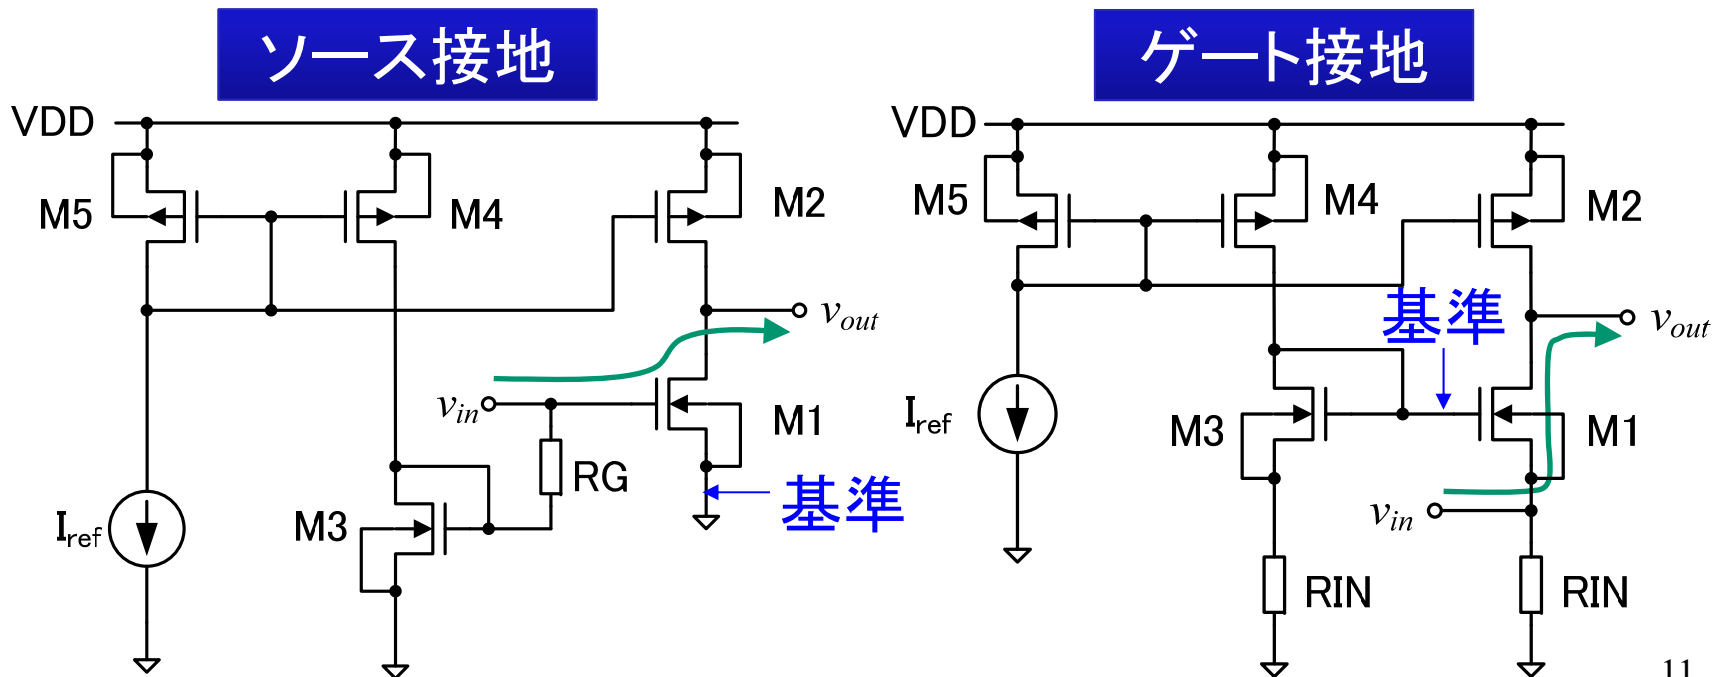 ソース接地
VDD
M5
M4
M2
vout
vin
M1
RG
基準
M3
Iref
ゲート接地
VDD
M5
M4
M2
基準
vout
Iref
M3
M1
vin
RIN
RIN
11